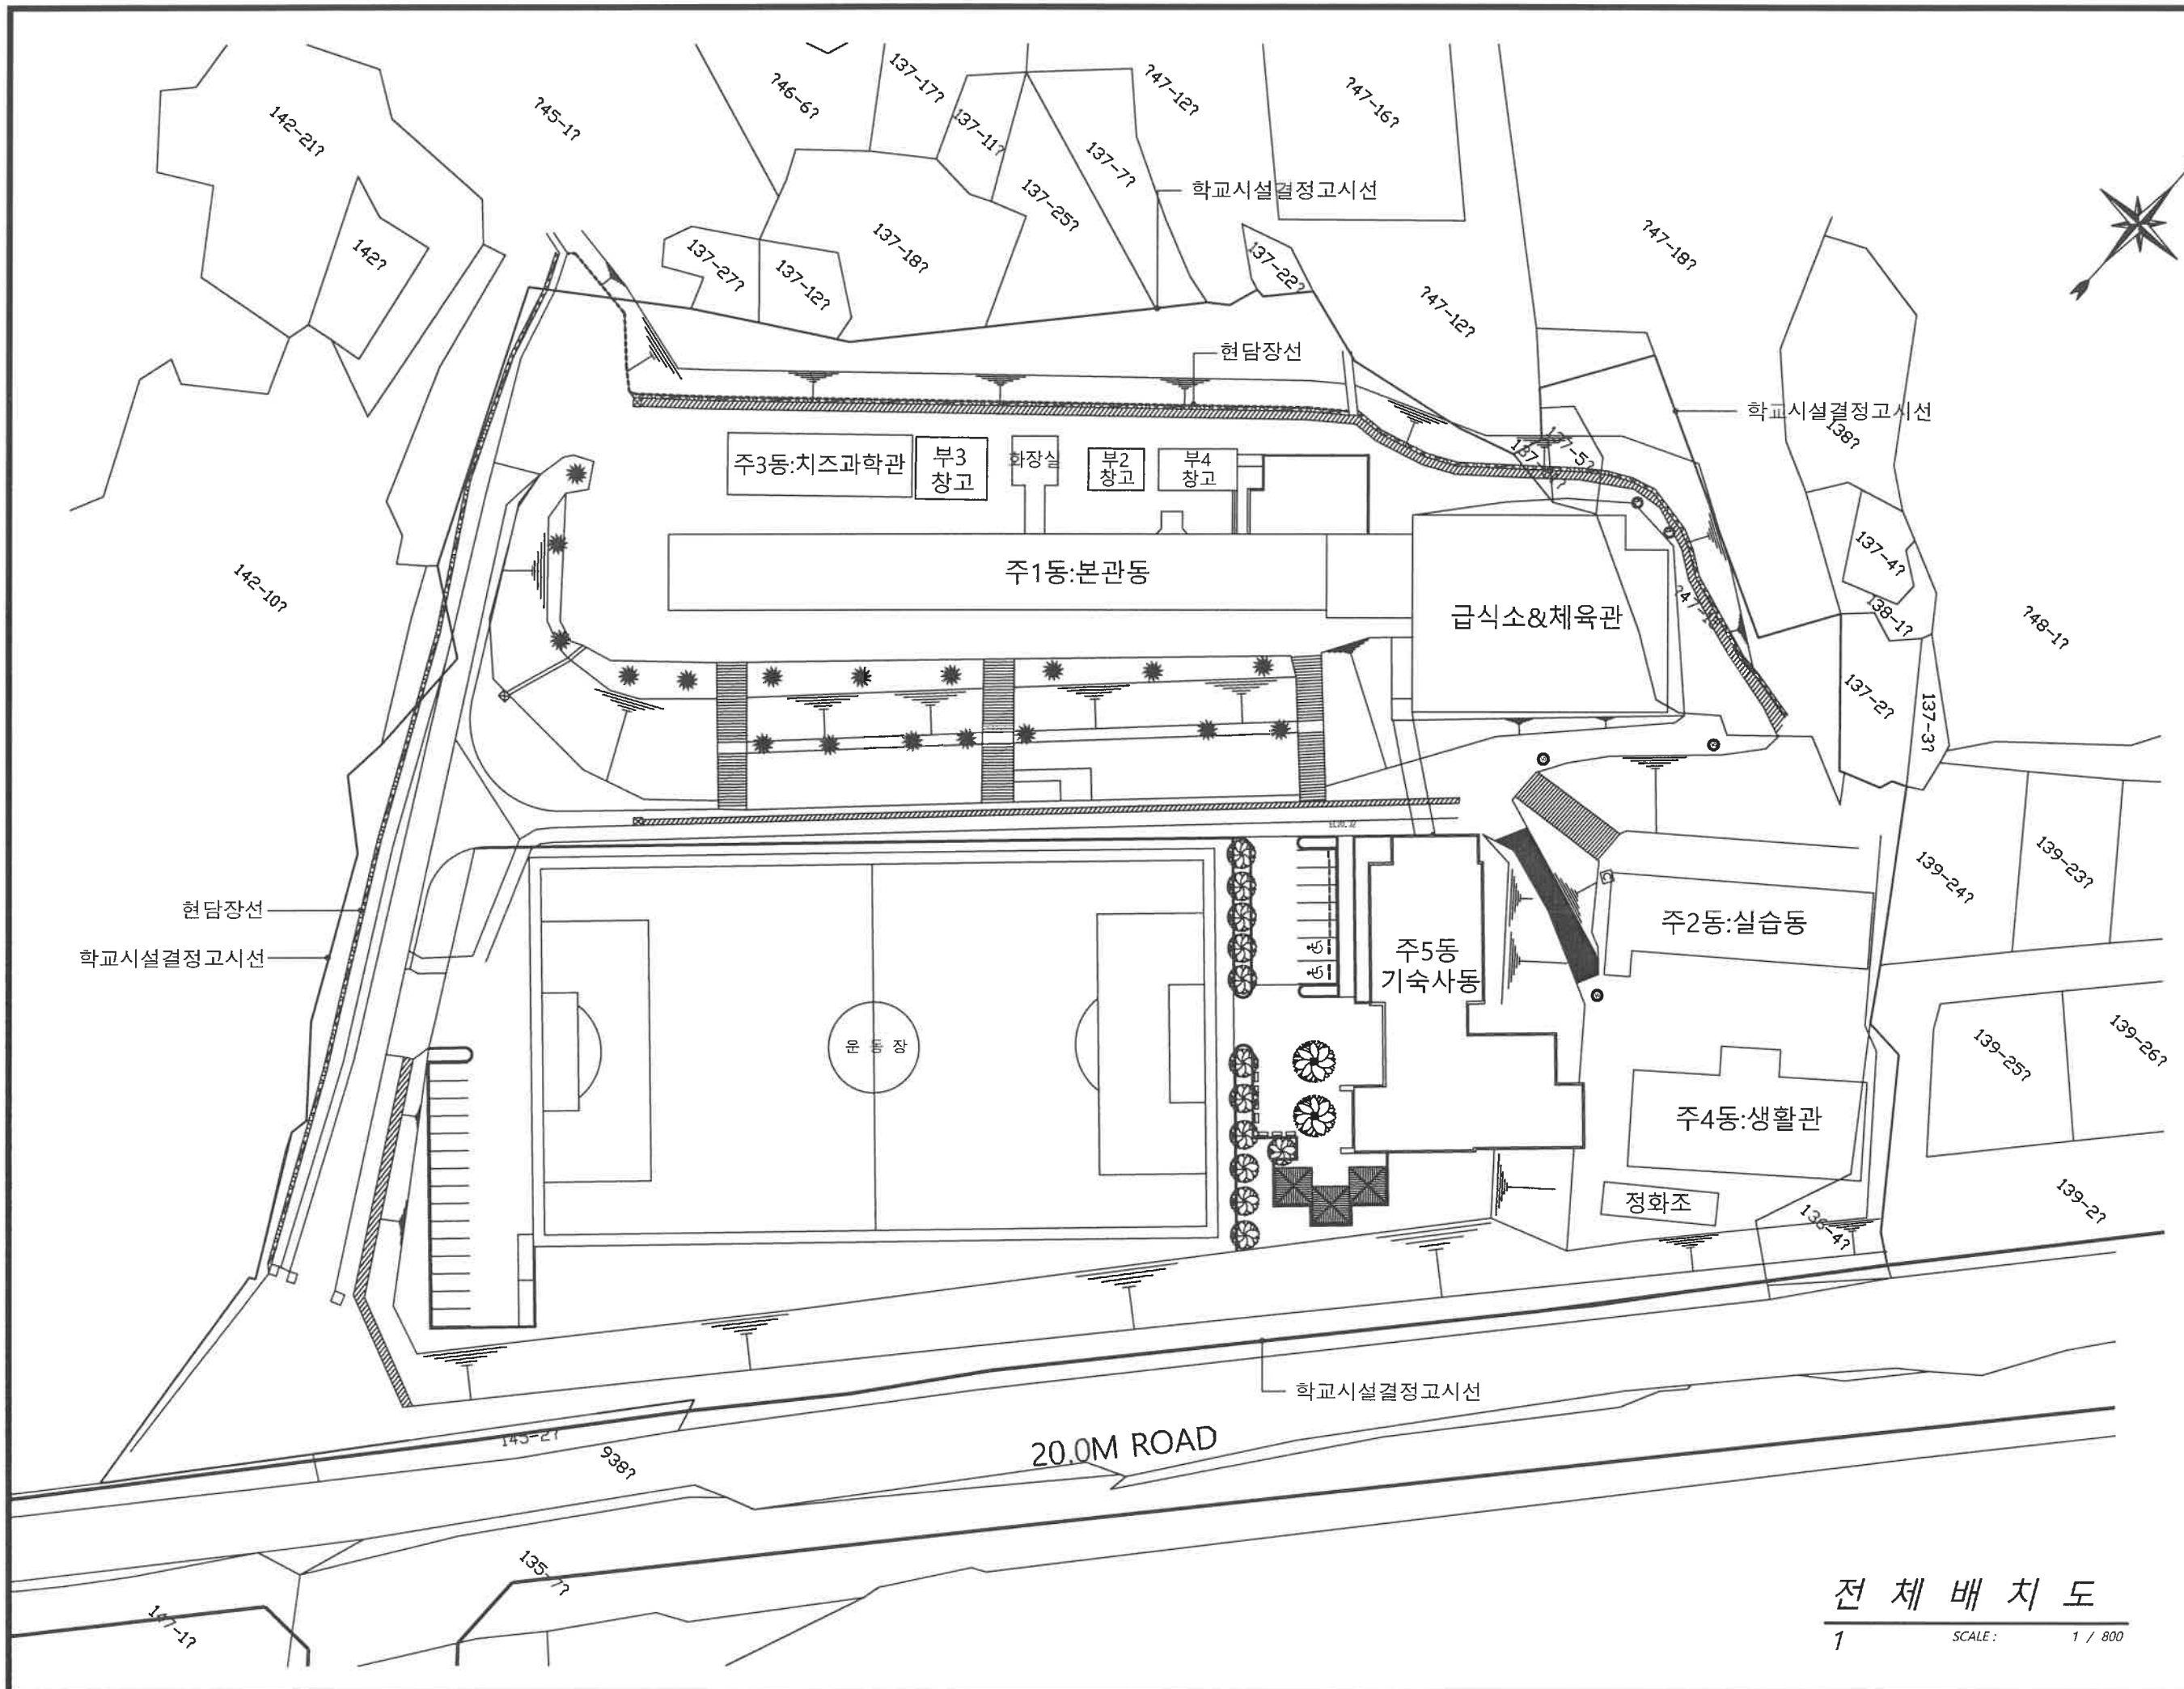 142-21?
?45-1?
?46-6?
137-17?
137-11?
?47-12?
?47-16?
142?
137-7?
137-25?
학교시설결정고시선
137-18?
137-27?
137-12?
137-22?
?47-18?
?47-12?
현담장선
학교시설결정고시선
138?
137-5?
주3동:치즈과학관
부3
창고
화장실
부2
창고
부4
창고
142-10?
주1동:본관동
급식소&체육관
137-4?
138-1?
?48-1?
137-2?
137-3?
현담장선
학교시설결정고시선
139-24?
139-23?
주2동:실습동
주5동
기숙사동
운 동 장
139-25?
139-26?
주4동:생활관
정화조
139-2?
학교시설결정고시선
20.0M ROAD
938?
135-7?
147-1?
전 체 배 치 도
1 SCALE : 1 / 800